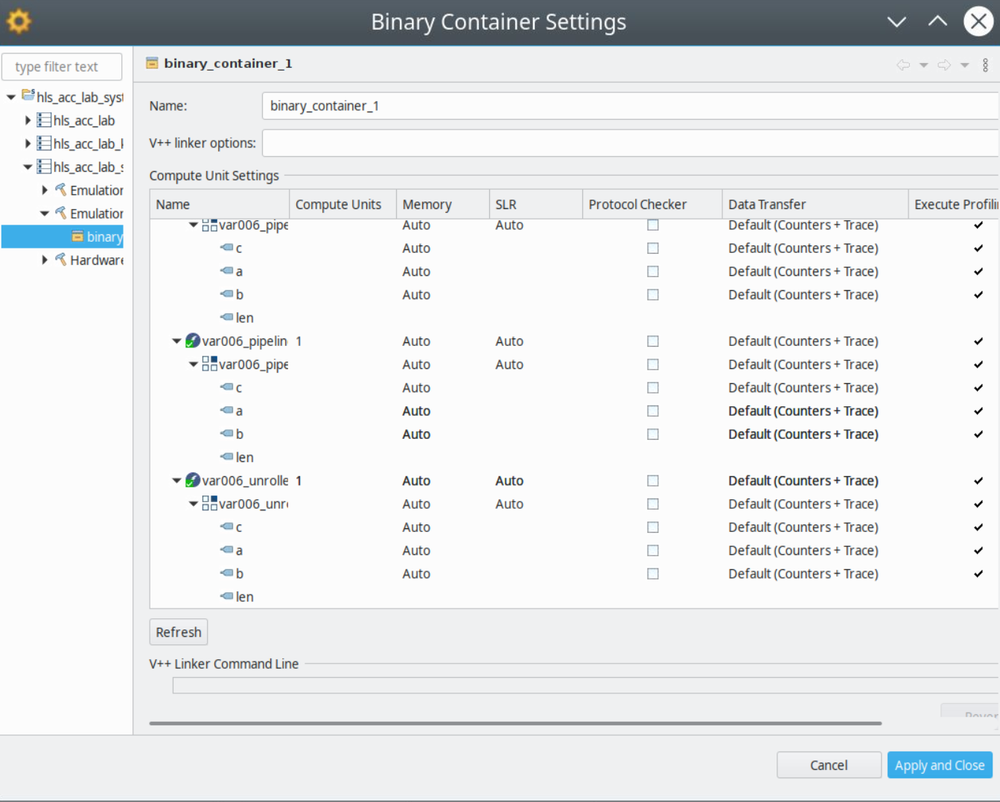 Binary Container Settings
type filter text
hls_acc_lab_syst
hls_acc_lab
hls_acc_lab_k
hls_acc_lab_s
Emulation
Emulation
binary
Hardware
binary_container_1
Name: binary_container_1
V++ linker options:
Compute Unit Settings
Name Compute Units Memory SLR Protocol Checker Data Transfer Execute Profilin
var006_pipe Auto Auto Default (Counters + Trace)
c Auto Default (Counters + Trace)
a Auto Default (Counters + Trace)
b Auto Default (Counters + Trace)
len
var006_pipelin 1 Auto Auto Default (Counters + Trace)
var006_pipe Auto Auto Default (Counters + Trace)
c Auto Default (Counters + Trace)
a Auto Default (Counters + Trace)
b Auto Default (Counters + Trace)
len
var006_unrolle 1 Auto Auto Default (Counters + Trace)
var006_unr Auto Auto Default (Counters + Trace)
c Auto Default (Counters + Trace)
a Auto Default (Counters + Trace)
b Auto Default (Counters + Trace)
len
Refresh
V++ Linker Command Line
Cancel
Apply and Close